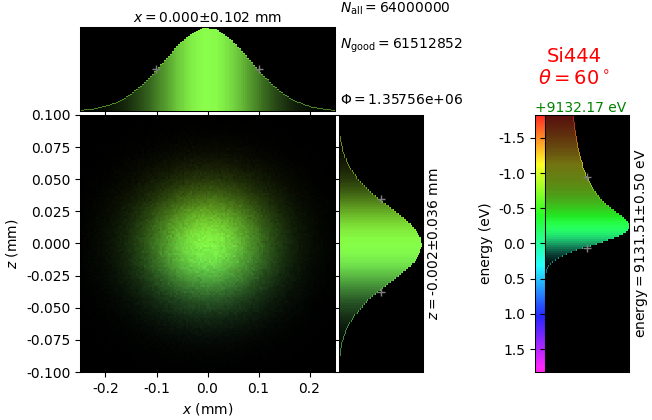 x = 0.000±0.102 mm
N_all = 64000000
N_good = 61512852
Φ = 1.35756e+06
Si444
θ = 60°
+9132.17 eV
0.100
0.075
0.050
0.025
0.000
-0.025
-0.050
-0.075
-0.100
z (mm)
-0.2
-0.1
0.0
0.1
0.2
x (mm)
z = -0.002±0.036 mm
-1.5
-1.0
-0.5
0.0
0.5
1.0
1.5
energy (eV)
energy = 9131.51±0.50 eV